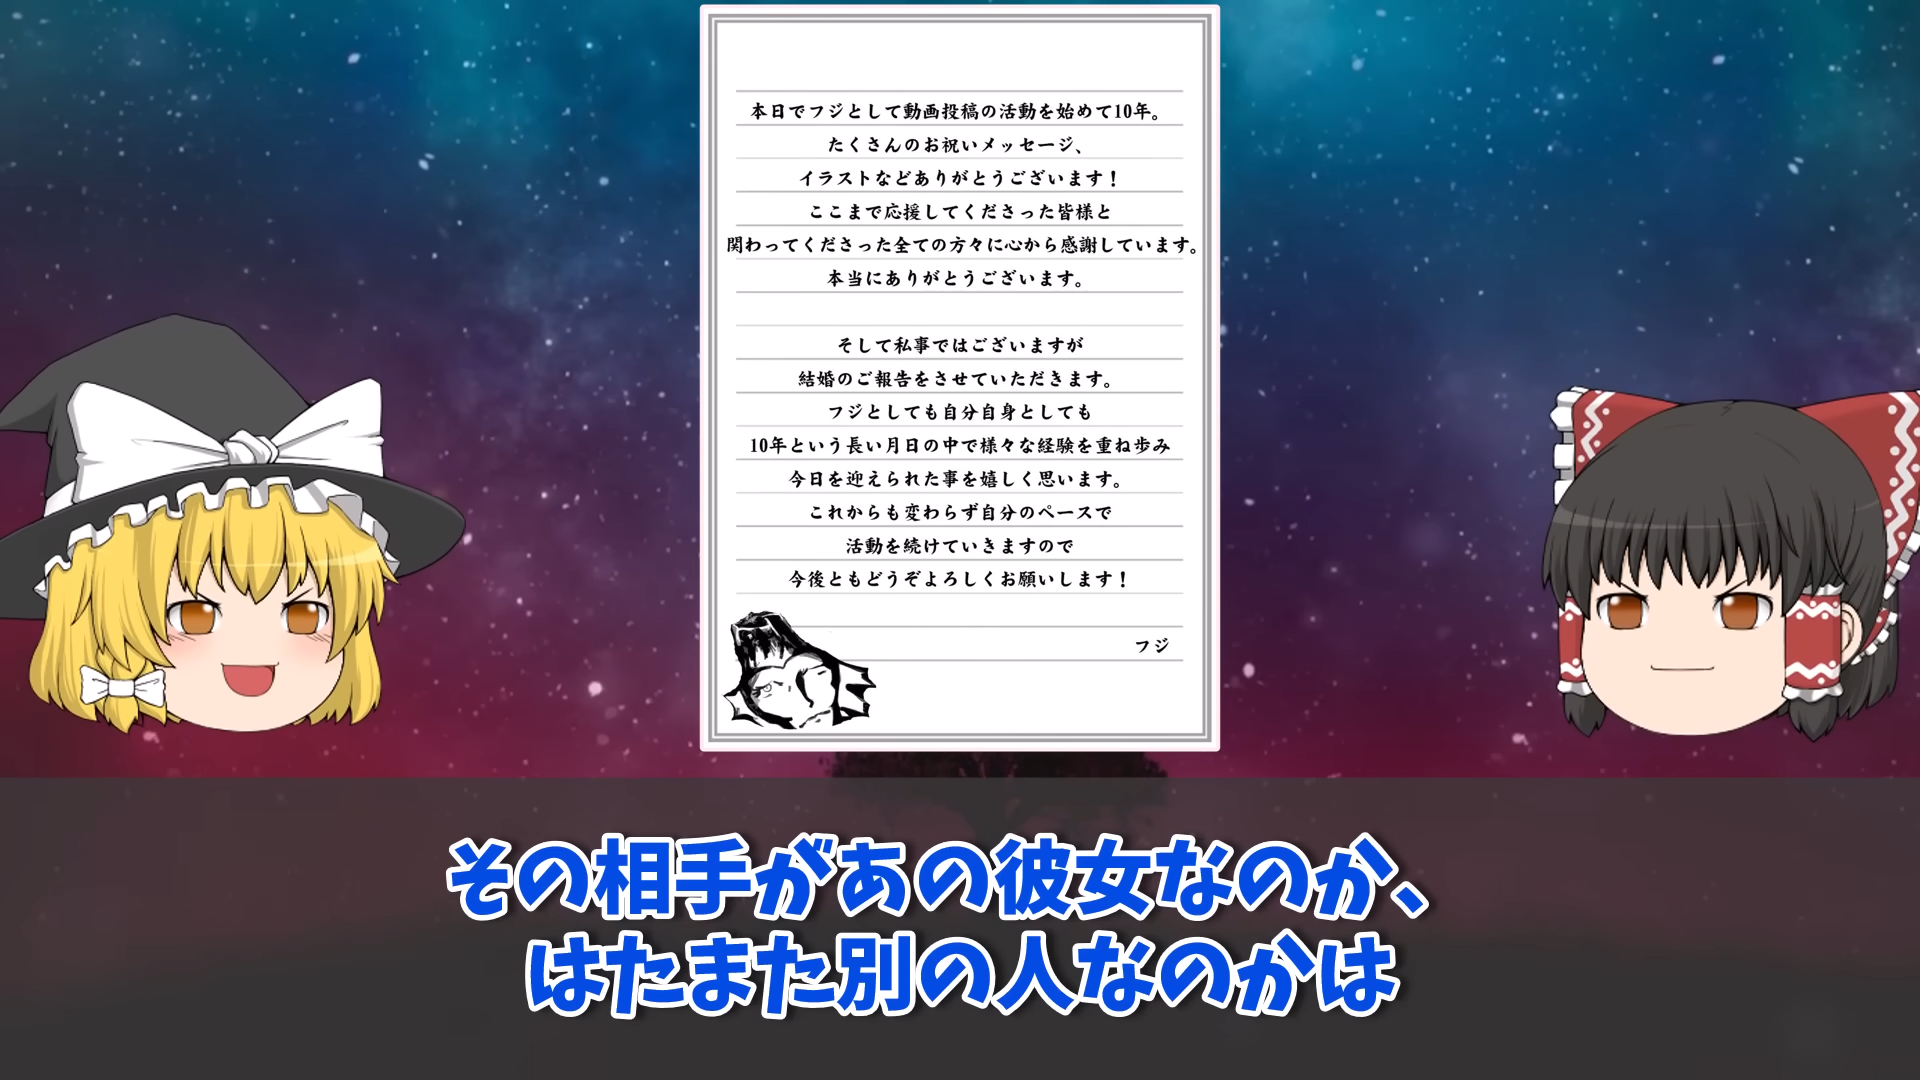 本日でフジとして動画投稿の活動を始めて10年。
たくさんのお祝いメッセージ、
イラストなどありがとうございます！
ここまで応援してくださった皆様と
関わってくださった全ての方々に心から感謝しています。
本当にありがとうございます。
そして私事ではございますが
結婚のご報告をさせていただきます。
フジとしても自分自身としても
10年という長い月日の中で様々な経験を重ね歩み
今日を迎えられた事を嬉しく思います。
これからも変わらず自分のペースで
活動を続けていきますので
今後ともどうぞよろしくお願いします！
フジ
その相手があの彼女なのか、
はたまた別の人なのかは